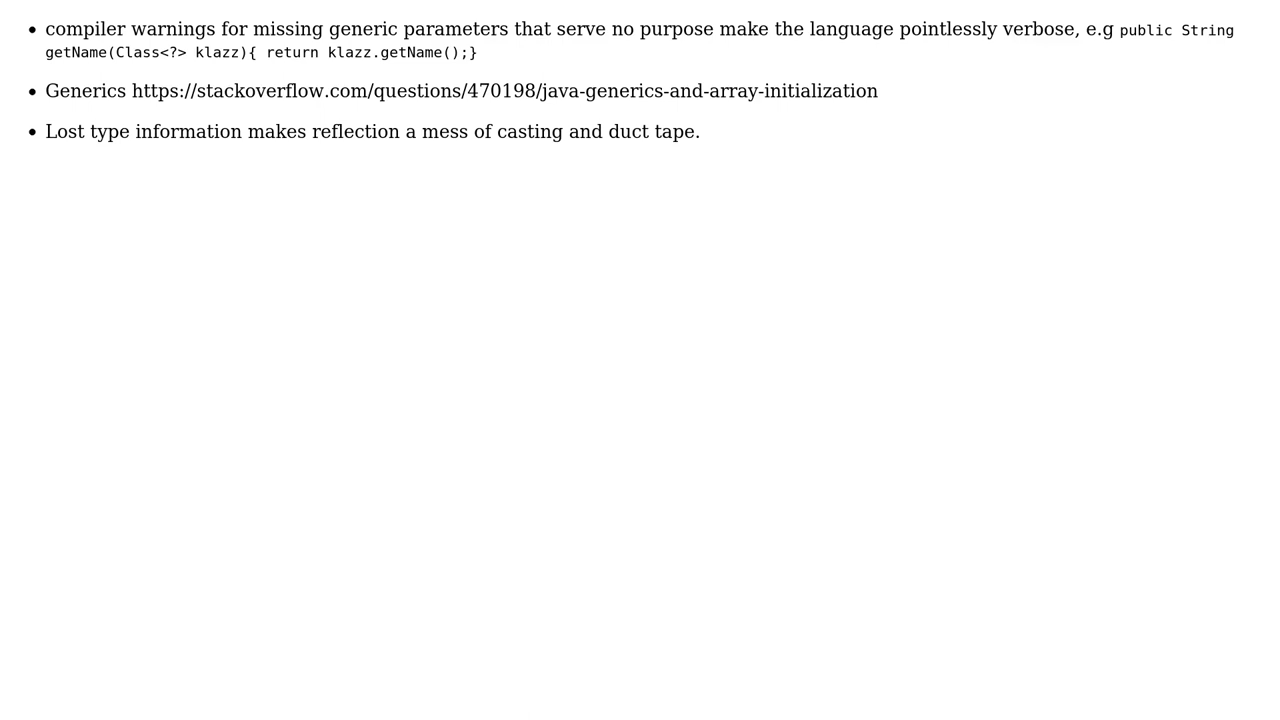 compiler warnings for missing generic parameters that serve no purpose make the language pointlessly verbose, e.g public String
getName(Class<?> klazz){ return klazz.getName();}
Generics https://stackoverflow.com/questions/470198/java-generics-and-array-initialization
Lost type information makes reflection a mess of casting and duct tape.